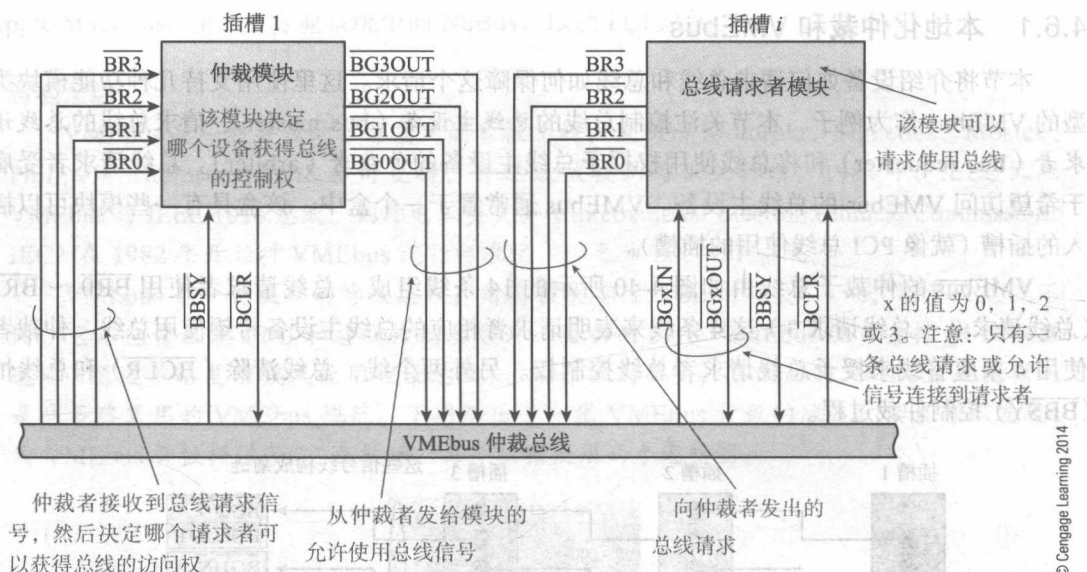 插槽 1
插槽 i
BR3
BR2
BR1
BR0
仲裁模块
该模块决定
哪个设备获得总线
的控制权
BG3OUT
BG2OUT
BG1OUT
BG0OUT
BBSY
BCLR
BR3
BR2
BR1
BR0
总线请求者模块
该模块可以
请求使用总线
BGxIN
BGxOUT
BBSY
BCLR
x 的值为 0、1、2
或 3。注意:只有一
条总线请求或允许
信号连接到请求者
VMEbus 仲裁总线
仲裁者接收到总线请求信
号,然后决定哪个请求者可
以获得总线的访问权
从仲裁者发给模块的
允许使用总线信号
向仲裁者发出的
总线请求
© Cengage Learning 2014